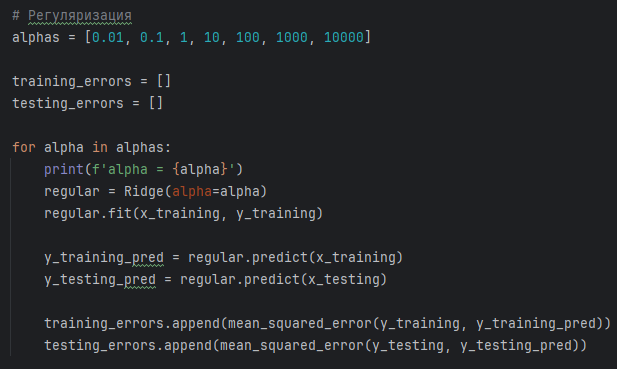 # Регуляризация
alphas = [0.01, 0.1, 1, 10, 100, 1000, 10000]
training_errors = []
testing_errors = []
for alpha in alphas:
print(f'alpha = {alpha}')
regular = Ridge(alpha=alpha)
regular.fit(x_training, y_training)
y_training_pred = regular.predict(x_training)
y_testing_pred = regular.predict(x_testing)
training_errors.append(mean_squared_error(y_training, y_training_pred))
testing_errors.append(mean_squared_error(y_testing, y_testing_pred))